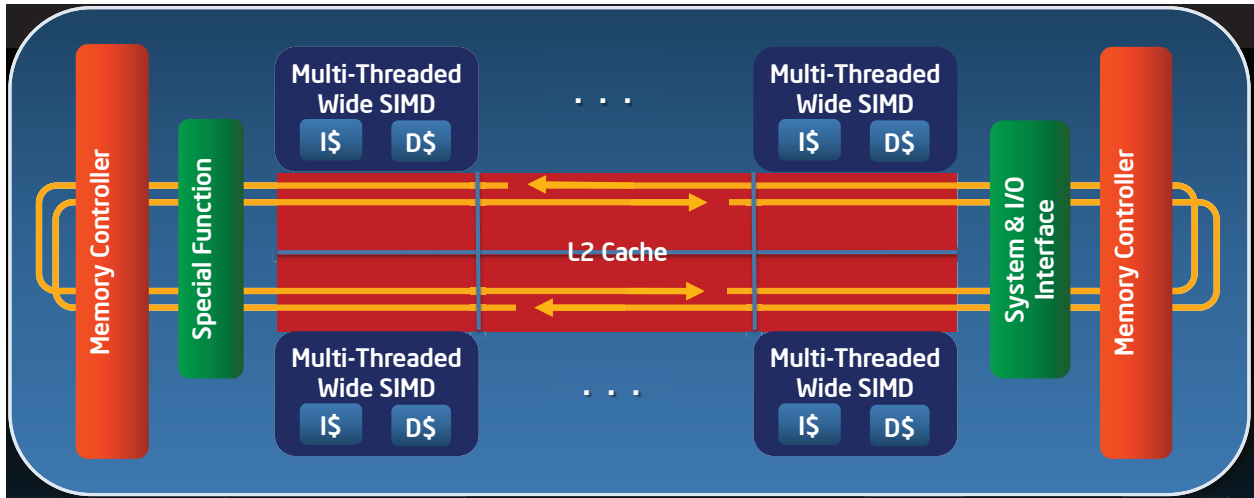 Memory Controller
Special Function
Multi-Threaded
Wide SIMD
I$ D$
. . .
Multi-Threaded
Wide SIMD
I$ D$
L2 Cache
Multi-Threaded
Wide SIMD
I$ D$
. . .
Multi-Threaded
Wide SIMD
I$ D$
System & I/O
Interface
Memory Controller